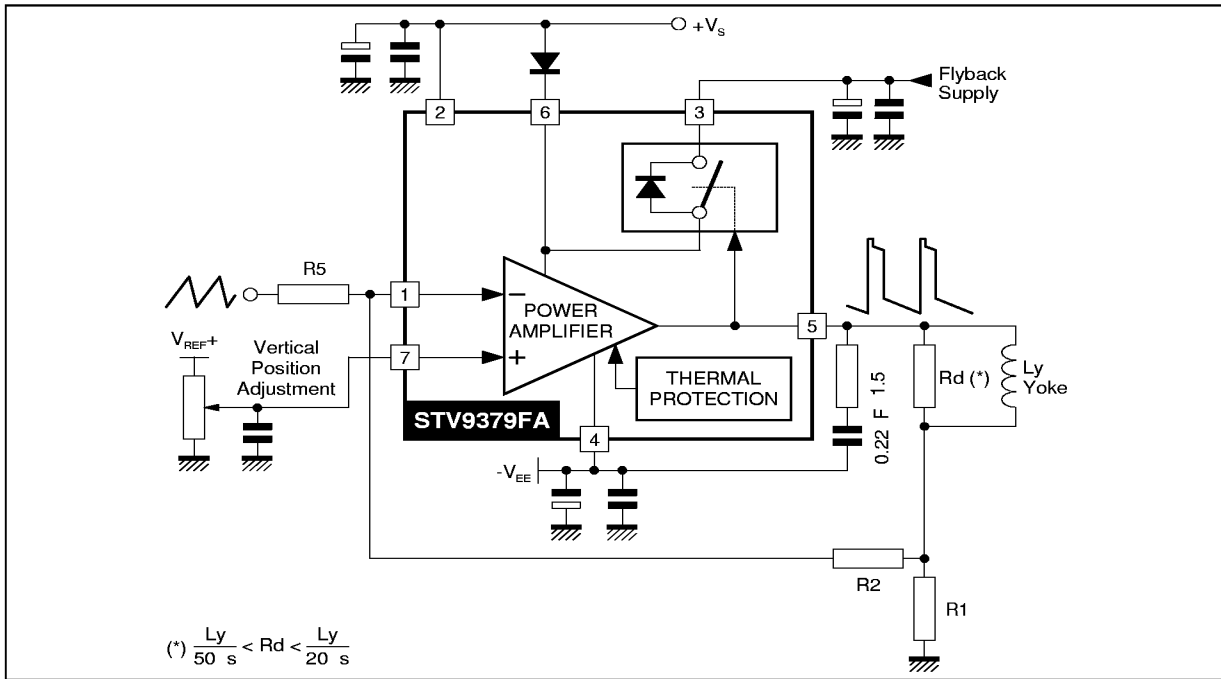 +VS
Flyback
Supply
2
6
3
R5
1
POWER
AMPLIFIER
5
VREF+
Vertical
Position
Adjustment
7
THERMAL
PROTECTION
Rd (*)
Ly
Yoke
1.5
0.22 F
STV9379FA
4
-VEE
R2
R1
(*) Ly/50 s < Rd < Ly/20 s